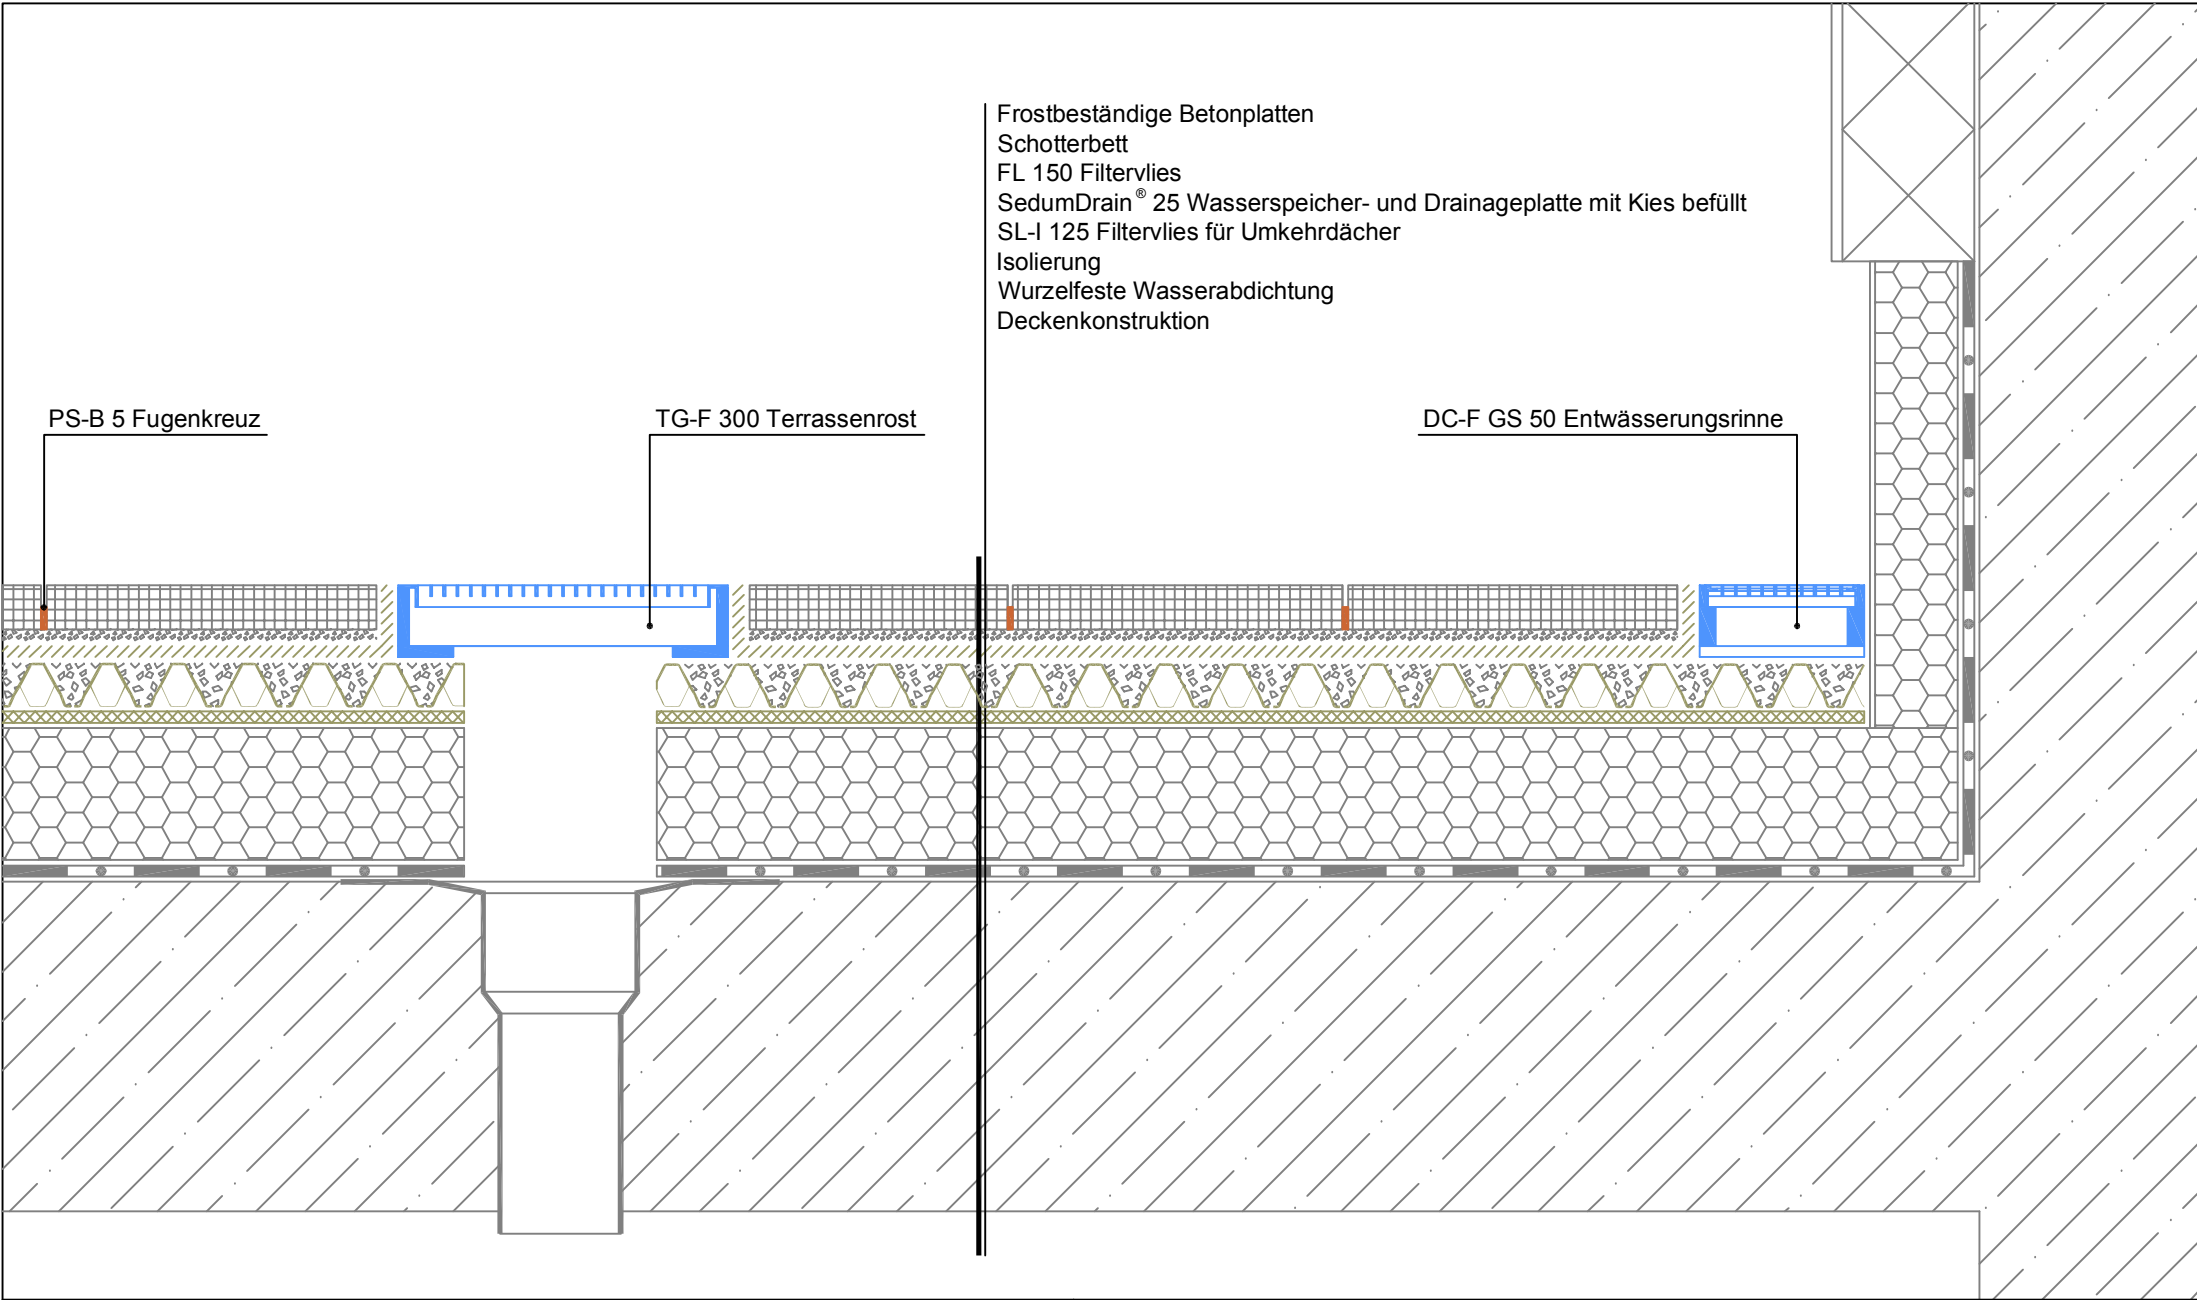 Frostbeständige Betonplatten
Schotterbett
FL 150 Filtervlies
SedumDrain® 25 Wasserspeicher- und Drainageplatte mit Kies befüllt
SL-I 125 Filtervlies für Umkehrdächer
Isolierung
Wurzelfeste Wasserabdichtung
Deckenkonstruktion
PS-B 5 Fugenkreuz
TG-F 300 Terrassenrost
DC-F GS 50 Entwässerungsrinne